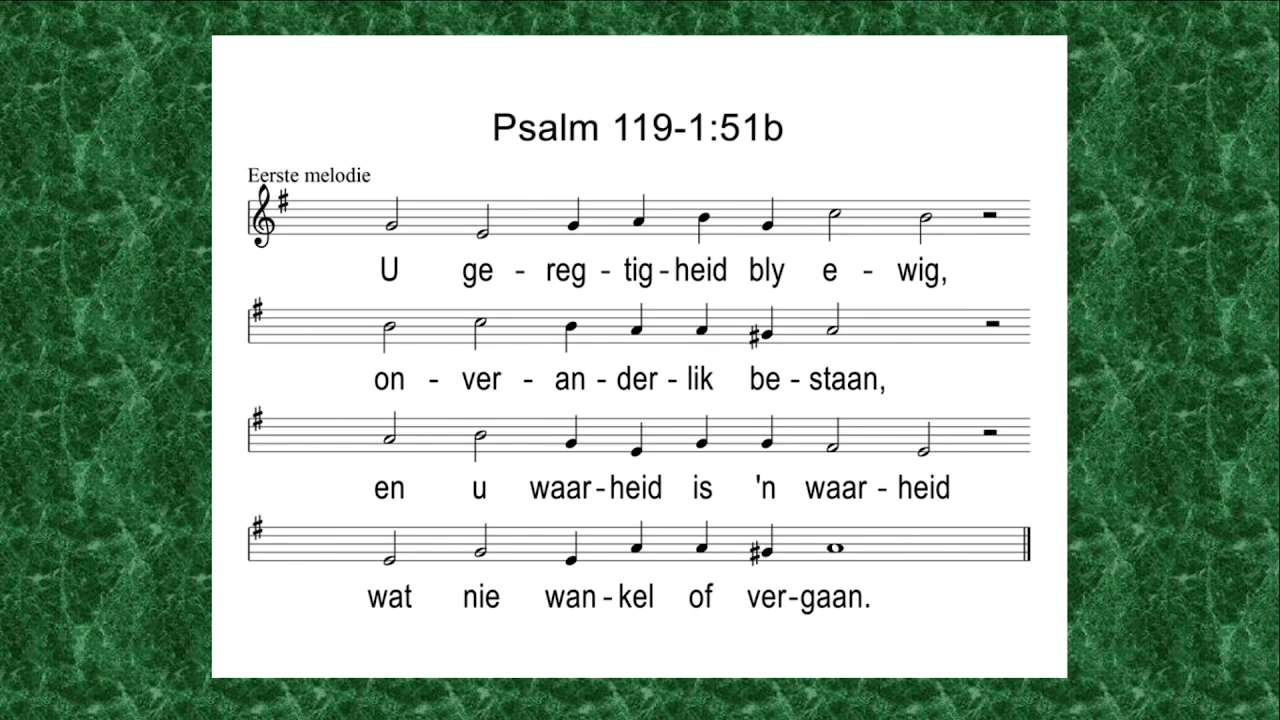 Psalm 119-1:51b
Eerste melodie
U ge - reg - tig - heid bly e - wig,
on - ver - an - der - lik be - staan,
en u waar - heid is 'n waar - heid
wat nie wan - kel of ver - gaan.